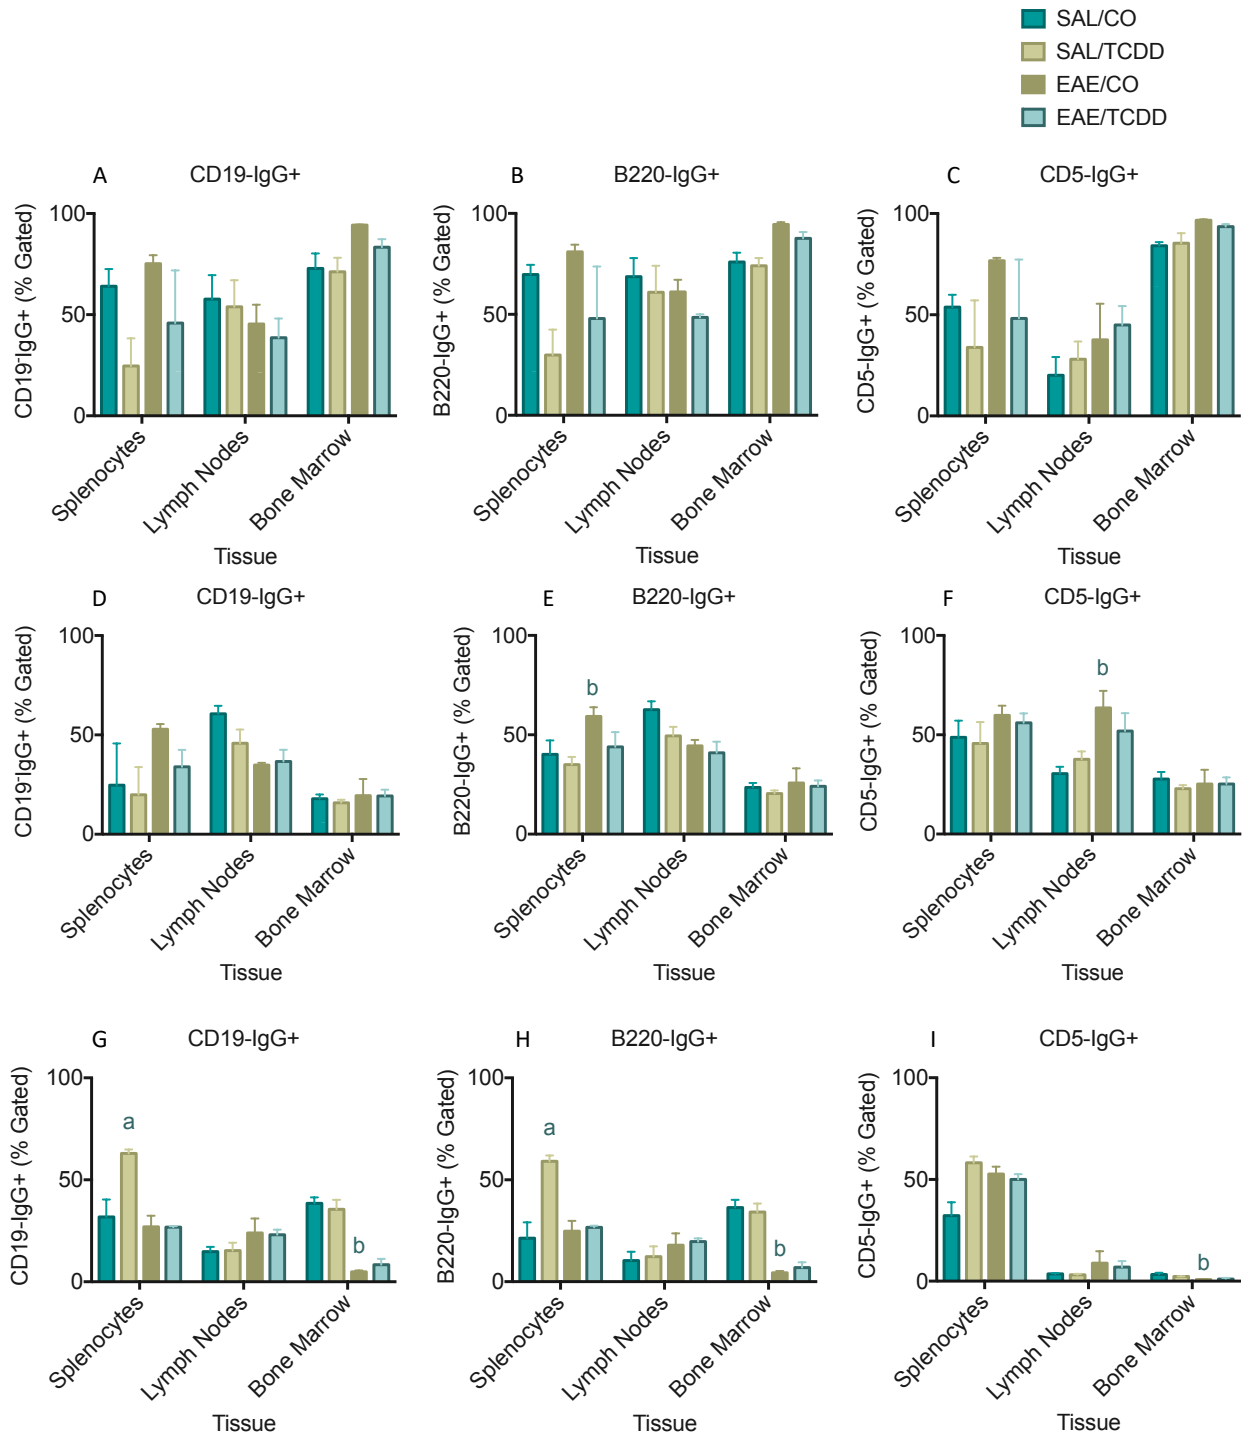 SAL/CO
SAL/TCDD
EAE/CO
EAE/TCDD
A CD19-IgG+
CD19-IgG+ (% Gated)
100
50
0
Splenocytes
Lymph Nodes
Bone Marrow
Tissue
B B220-IgG+
B220-IgG+ (% Gated)
100
50
0
Splenocytes
Lymph Nodes
Bone Marrow
Tissue
C CD5-IgG+
CD5-IgG+ (% Gated)
100
50
0
Splenocytes
Lymph Nodes
Bone Marrow
Tissue
D CD19-IgG+
CD19-IgG+ (% Gated)
100
50
0
Splenocytes
Lymph Nodes
Bone Marrow
Tissue
E B220-IgG+
B220-IgG+ (% Gated)
100
50
0
b
Splenocytes
Lymph Nodes
Bone Marrow
Tissue
F CD5-IgG+
CD5-IgG+ (% Gated)
100
50
0
b
Splenocytes
Lymph Nodes
Bone Marrow
Tissue
G CD19-IgG+
CD19-IgG+ (% Gated)
100
50
0
a
b
Splenocytes
Lymph Nodes
Bone Marrow
Tissue
H B220-IgG+
B220-IgG+ (% Gated)
100
50
0
a
b
Splenocytes
Lymph Nodes
Bone Marrow
Tissue
I CD5-IgG+
CD5-IgG+ (% Gated)
100
50
0
b
Splenocytes
Lymph Nodes
Bone Marrow
Tissue